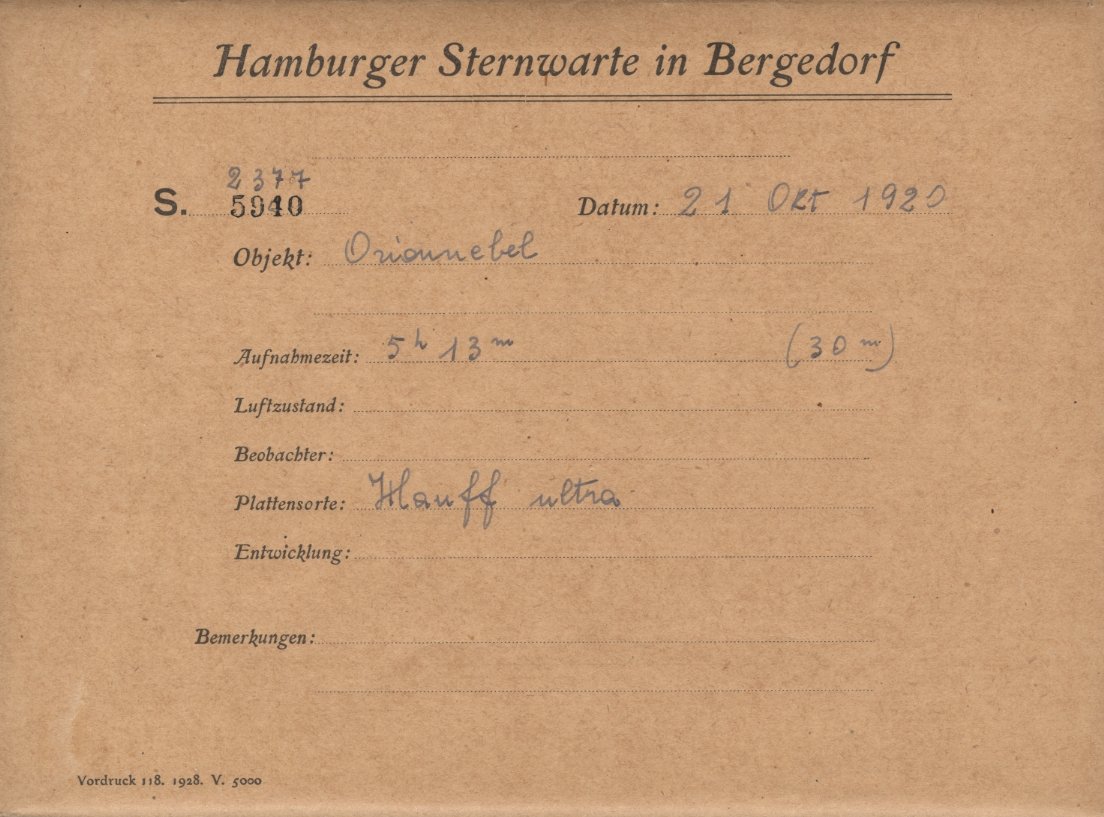 Hamburger Sternwarte in Bergedorf
2377
S. 5940 Datum: 21 Okt 1920
Objekt: Orionnebel
Aufnahmezeit: 5h 13m (30m)
Luftzustand:
Beobachter:
Plattensorte: Hauff ultra
Entwicklung:
Bemerkungen:
Vordruck 118. 1928. V. 5000